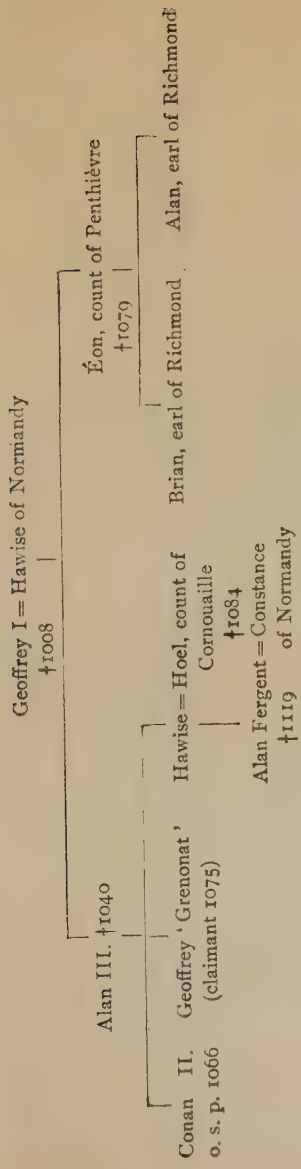 Geoffrey I = Hawise of Normandy
†1008
Alan III. †1040
Éon, count of Penthièvre
†1079
Conan II.
o. s. p. 1066
Geoffrey ‘Grenonat’
(claimant 1075)
Hawise = Hoel, count of
Cornouaille
†1084
Brian, earl of Richmond
Alan, earl of Richmond
Alan Fergent = Constance
†1119 of Normandy